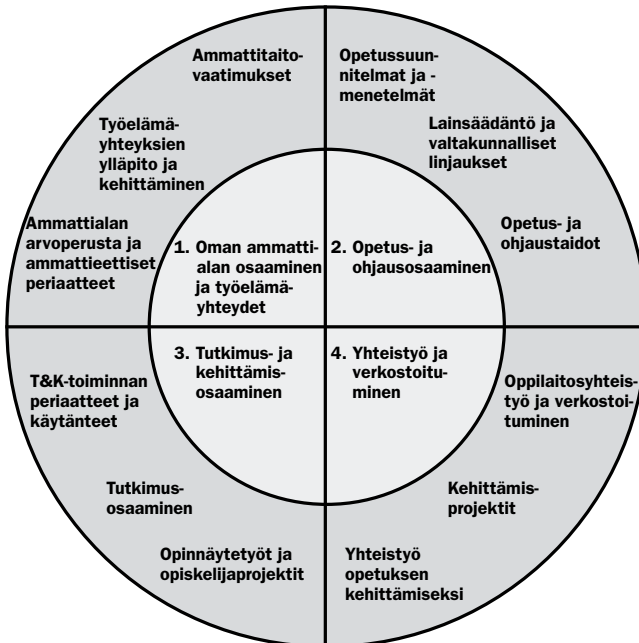 Ammattitaito-
vaatimukset
Työelämä-
yhteyksien
ylläpito ja
kehittäminen
Ammattialan
arvoperusta ja
ammattieettiset
periaatteet
1. Oman ammatti-
alan osaaminen
ja työelämä-
yhteydet
Opetussuun-
nitelmat ja -
menetelmät
Lainsäädäntö ja
valtakunnalliset
linjaukset
Opetus- ja
ohjaustaidot
2. Opetus- ja
ohjausosaaminen
3. Tutkimus- ja
kehittämis-
osaaminen
T&K-toiminnan
periaatteet ja
käytänteet
Tutkimus-
osaaminen
Opinnäytetyöt ja
opiskelijaprojektit
4. Yhteistyö ja
verkostoitu-
minen
Oppilaitosyhteis-
työ ja verkostoi-
tuminen
Kehittämis-
projektit
Yhteistyö
opetuksen
kehittämiseksi